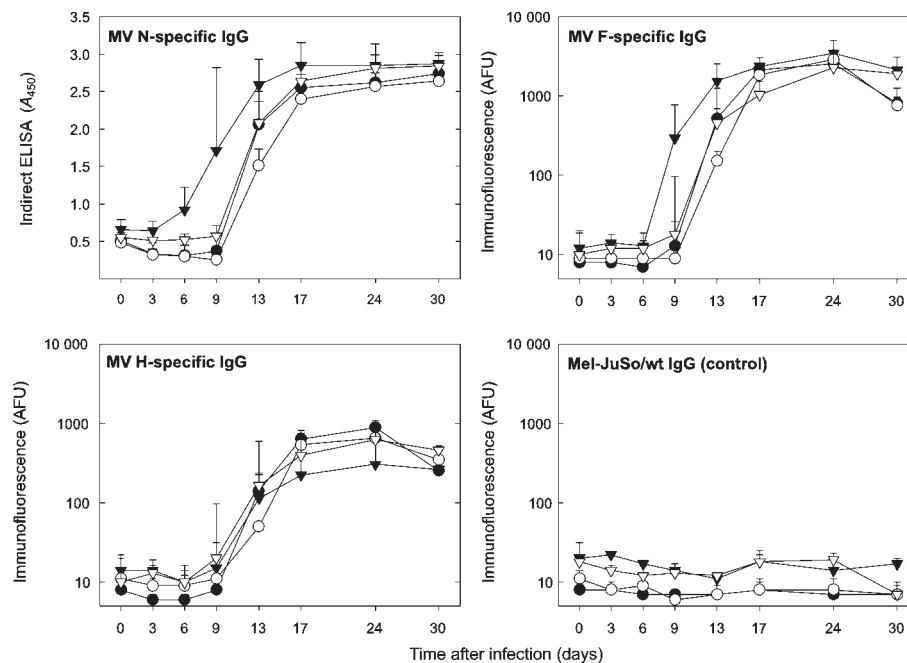 MV N-specific IgG
Indirect ELISA (A450)
3.5
3.0
2.5
2.0
1.5
1.0
0.5
0 3 6 9 13 17 24 30
MV F-specific IgG
Immunofluorescence (AFU)
10 000
1000
100
10
0 3 6 9 13 17 24 30
MV H-specific IgG
Immunofluorescence (AFU)
10 000
1000
100
10
0 3 6 9 13 17 24 30
Mel-JuSo/wt IgG (control)
Immunofluorescence (AFU)
10 000
1000
100
10
0 3 6 9 13 17 24 30
Time after infection (days)